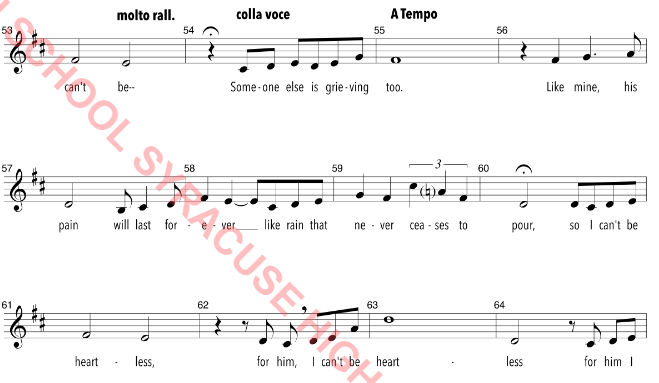 molto rall. colla voce A Tempo
53 54 55 56
can't be-- Some-one else is grie-ving too. Like mine, his
57 58 59 3 60
pain will last for - e - ver____ like rain that ne - ver cea - ses to pour, so I can't be
61 62 63 64
heart - less, for him, I can't be heart - less for him I
SCHOOL SYRACUSE HIGH